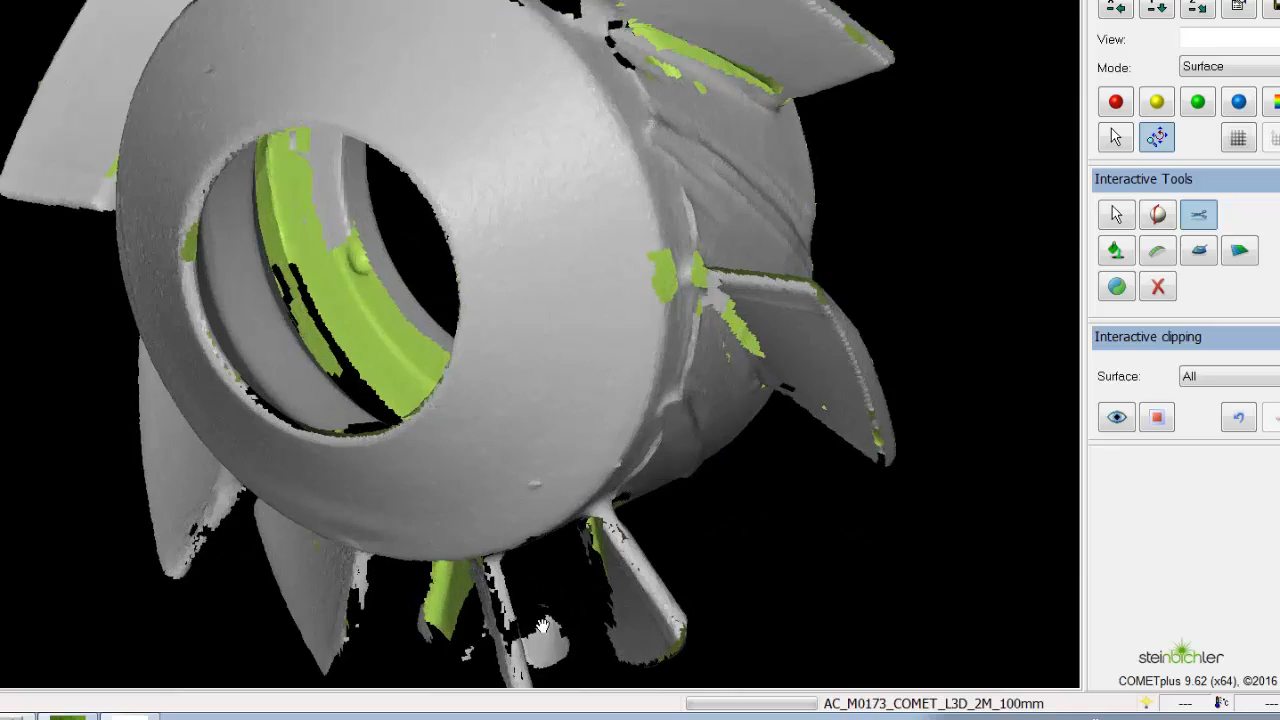 View:
Mode:
Surface
Interactive Tools
Interactive clipping
Surface:
All
steinbichler
COMETplus 9.62 (x64), ©2016
AC_M0173_COMET_L3D_2M_100mm